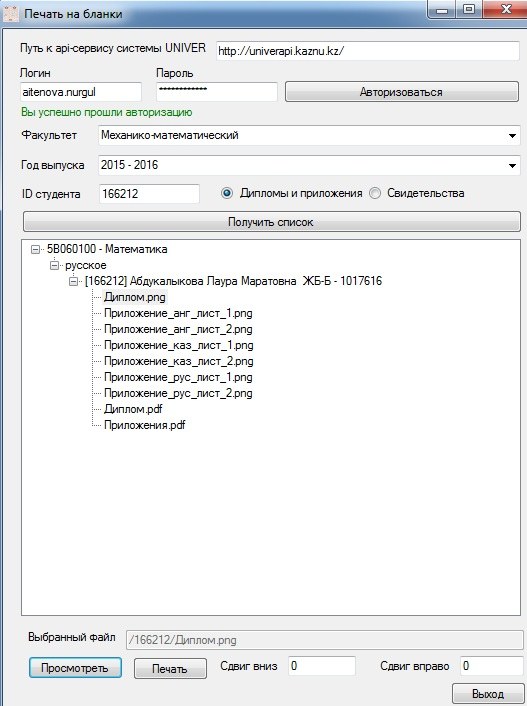 Печать на бланки
Путь к api-сервису системы UNIVER http://univerapi.kaznu.kz/
Логин Пароль
aitenova.nurgul ************ Авторизоваться
Вы успешно прошли авторизацию
Факультет Механико-математический
Год выпуска 2015 - 2016
ID студента 166212 Дипломы и приложения Свидетельства
Получить список
5B060100 - Математика
русское
[166212] Абдукалыкова Лаура Маратовна ЖБ-Б - 1017616
Диплом.png
Приложение_анг_лист_1.png
Приложение_анг_лист_2.png
Приложение_каз_лист_1.png
Приложение_каз_лист_2.png
Приложение_рус_лист_1.png
Приложение_рус_лист_2.png
Диплом.pdf
Приложения.pdf
Выбранный файл /166212/Диплом.png
Просмотреть Печать Сдвиг вниз 0 Сдвиг вправо 0
Выход